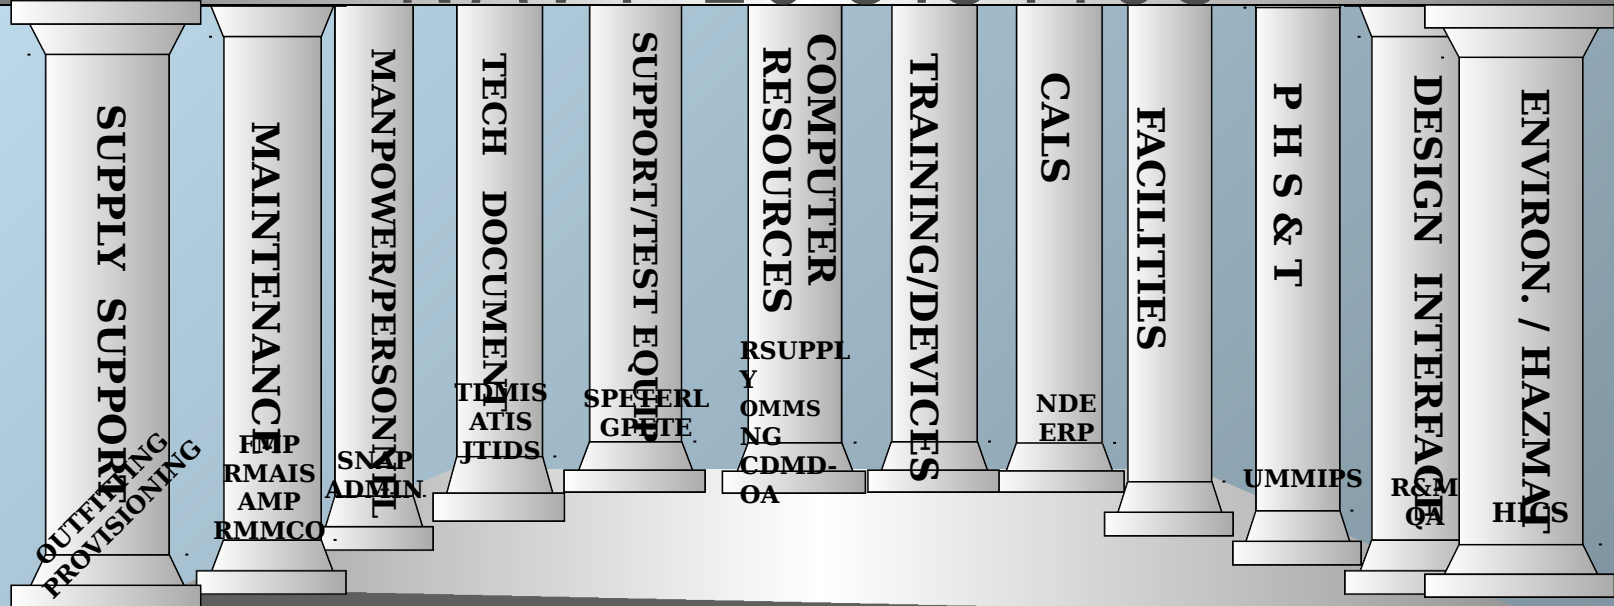 SUPPLY SUPPORT
OUTFITTING
PROVISIONING
MAINTENANCE
FMP
RMAIS
AMP
RMMCO
MANPOWER/PERSONNEL
SNAP
ADMIN
TECH DOCUMENT
TDMIS
ATIS
JTIDS
SUPPORT/TEST EQUIP
SPETERL
GPETE
COMPUTER
RESOURCES
RSUPPL
Y
OMMS
NG
CDMD-
OA
TRAINING/DEVICES
CALS
NDE
ERP
FACILITIES
P H S & T
UMMIPS
DESIGN INTERFACE
R&M
QA
ENVIRON. / HAZMAT
HICS